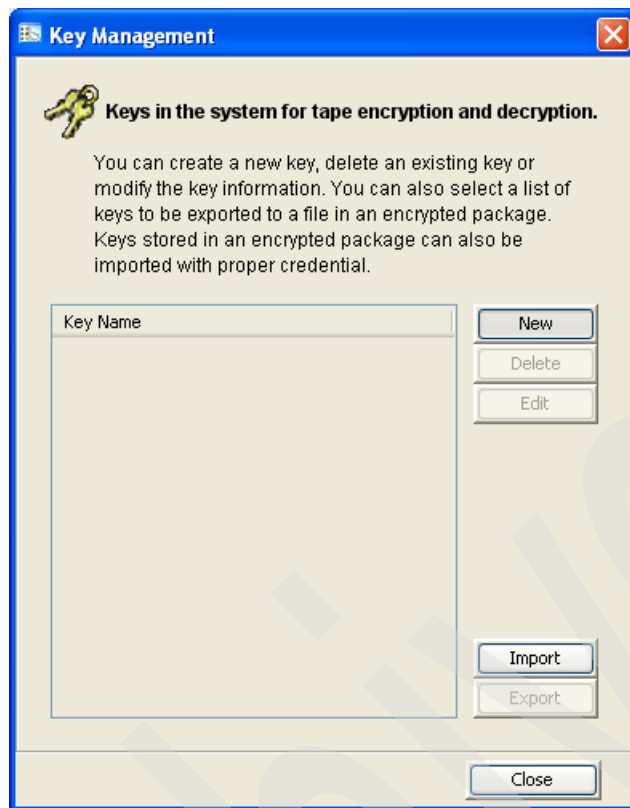 Key Management
Keys in the system for tape encryption and decryption.
You can create a new key, delete an existing key or
modify the key information. You can also select a list of
keys to be exported to a file in an encrypted package.
Keys stored in an encrypted package can also be
imported with proper credential.
Key Name
New
Delete
Edit
Import
Export
Close